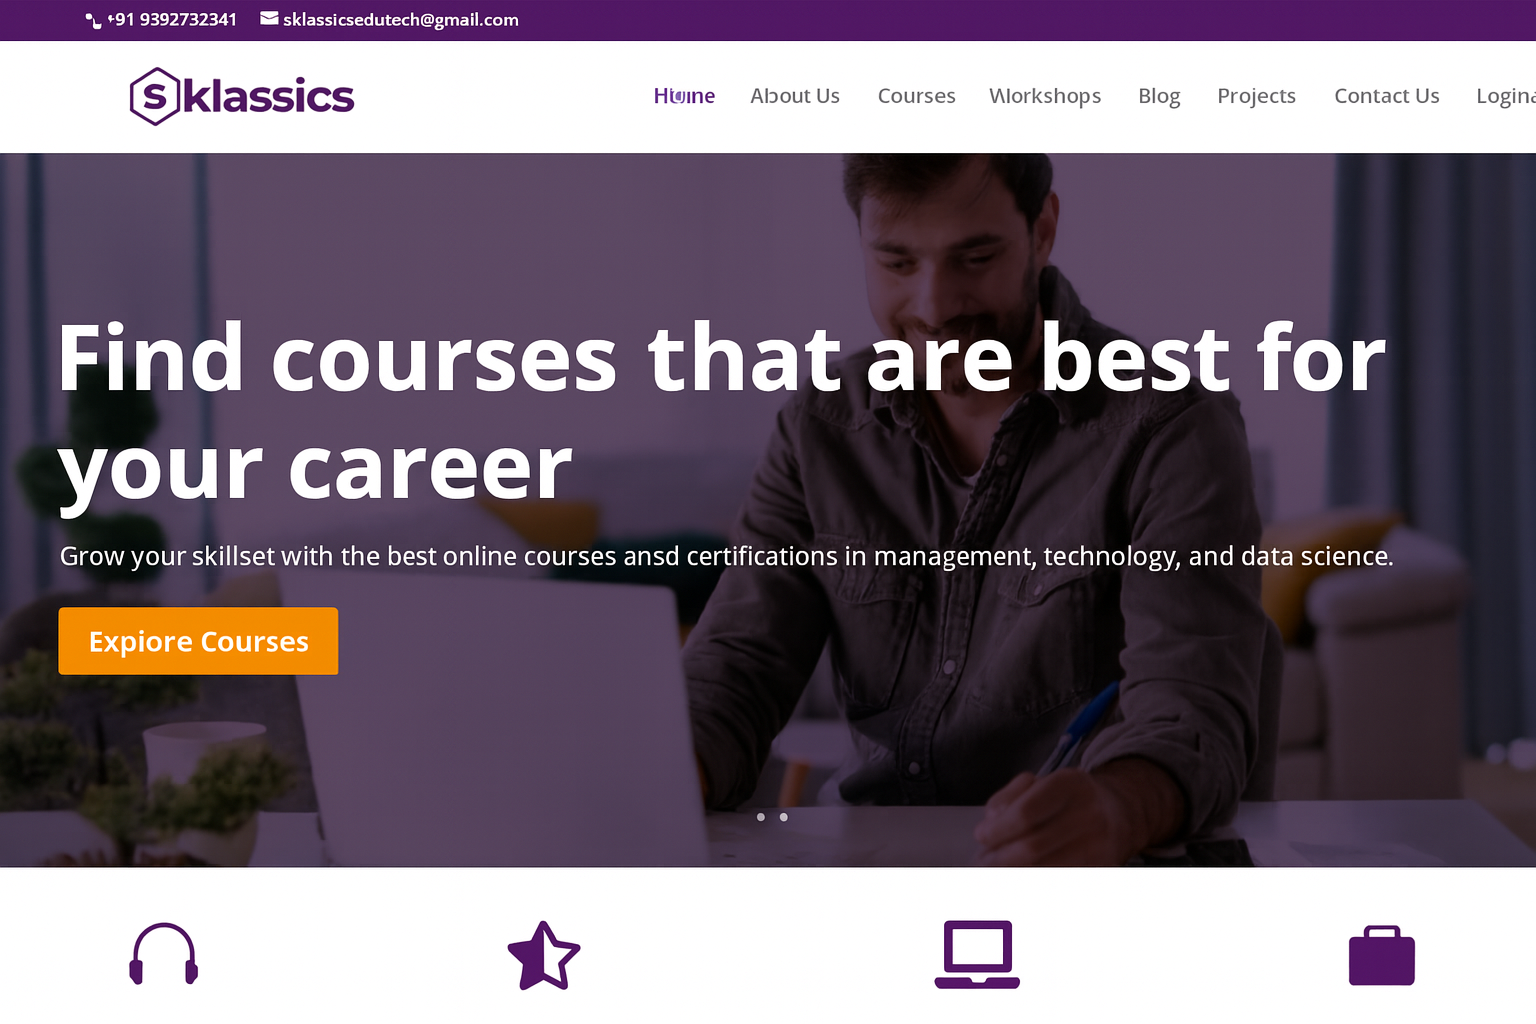 +91 9392732341 sklassicsedutech@gmail.com
Sklassics
About Us Courses Workshops Blog Projects Contact Us
Find courses that are best for
your career
Grow your skillset with the best online courses ansd certifications in management, technology, and data science.
Expiore Courses